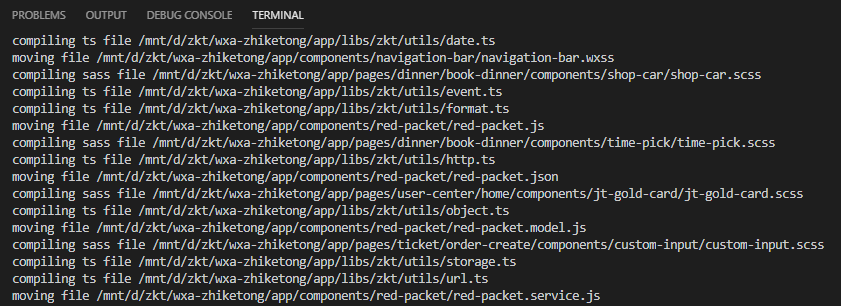 PROBLEMS OUTPUT DEBUG CONSOLE TERMINAL
compiling ts file /mnt/d/zkt/wxa-zhiketong/app/libs/zkt/utils/date.ts
moving file /mnt/d/zkt/wxa-zhiketong/app/components/navigation-bar/navigation-bar.wxss
compiling sass file /mnt/d/zkt/wxa-zhiketong/app/pages/dinner/book-dinner/components/shop-car/shop-car.scss
compiling ts file /mnt/d/zkt/wxa-zhiketong/app/libs/zkt/utils/event.ts
compiling ts file /mnt/d/zkt/wxa-zhiketong/app/libs/zkt/utils/format.ts
moving file /mnt/d/zkt/wxa-zhiketong/app/components/red-packet/red-packet.js
compiling sass file /mnt/d/zkt/wxa-zhiketong/app/pages/dinner/book-dinner/components/time-pick/time-pick.scss
compiling ts file /mnt/d/zkt/wxa-zhiketong/app/libs/zkt/utils/http.ts
moving file /mnt/d/zkt/wxa-zhiketong/app/components/red-packet/red-packet.json
compiling sass file /mnt/d/zkt/wxa-zhiketong/app/pages/user-center/home/components/jt-gold-card/jt-gold-card.scss
compiling ts file /mnt/d/zkt/wxa-zhiketong/app/libs/zkt/utils/object.ts
moving file /mnt/d/zkt/wxa-zhiketong/app/components/red-packet/red-packet.model.js
compiling sass file /mnt/d/zkt/wxa-zhiketong/app/pages/ticket/order-create/components/custom-input/custom-input.scss
compiling ts file /mnt/d/zkt/wxa-zhiketong/app/libs/zkt/utils/storage.ts
compiling ts file /mnt/d/zkt/wxa-zhiketong/app/libs/zkt/utils/url.ts
moving file /mnt/d/zkt/wxa-zhiketong/app/components/red-packet/red-packet.service.js